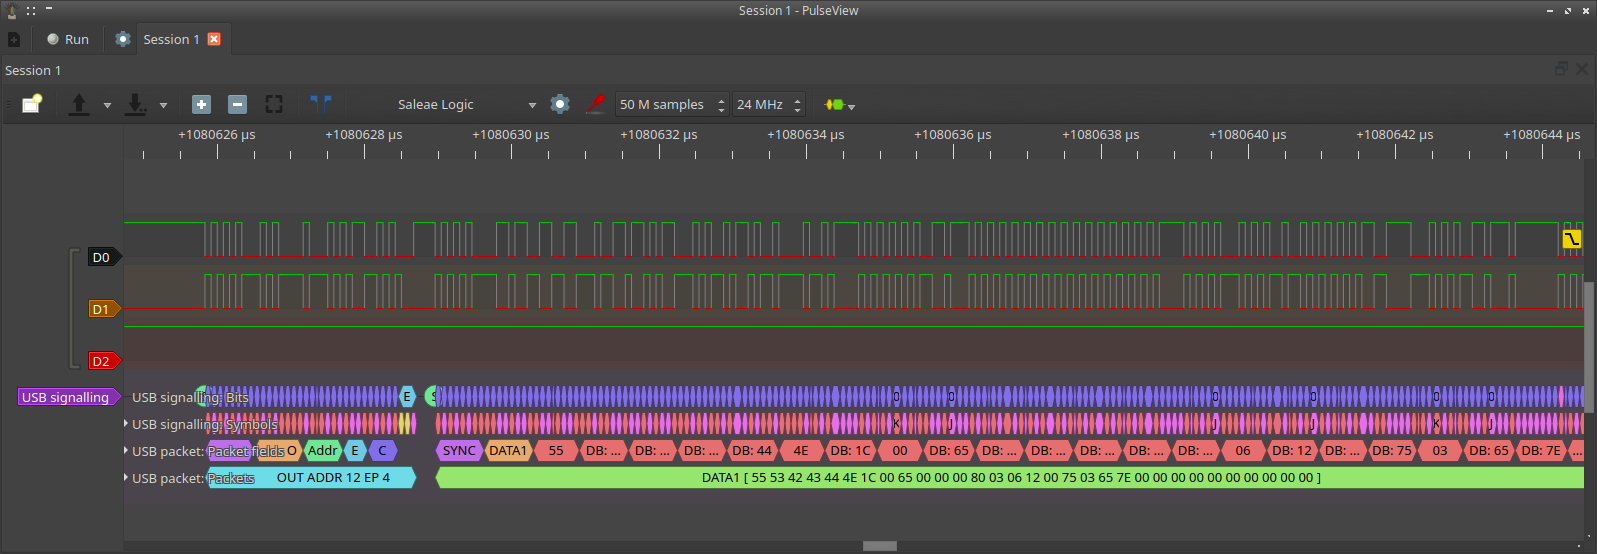 Session 1 - PulseView
Run
Session 1
Session 1
Saleae Logic
50 M samples
24 MHz
+1080626 µs +1080628 µs +1080630 µs +1080632 µs +1080634 µs +1080636 µs +1080638 µs +1080640 µs +1080642 µs +1080644 µs
D0
D1
D2
USB signalling
USB signalling: Bits E S 0 0 0 0 0 0
USB signalling: Symbols K J J J K J
USB packet: Packet fields O Addr E C SYNC DATA1 55 DB: ... DB: ... DB: ... DB: 44 4E DB: 1C 00 DB: 65 DB: ... DB: ... DB: ... DB: ... DB: ... 06 DB: 12 DB: ... DB: 75 03 DB: 65 DB: 7E ...
USB packet: Packets OUT ADDR 12 EP 4 DATA1 [ 55 53 42 43 44 4E 1C 00 65 00 00 00 80 03 06 12 00 75 03 65 7E 00 00 00 00 00 00 00 00 00 00 ]